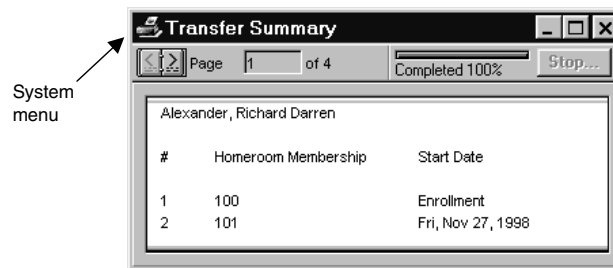 Transfer Summary
Page 1 of 4 Completed 100% Stop...
System
menu
Alexander, Richard Darren
# Homeroom Membership Start Date
1 100 Enrollment
2 101 Fri, Nov 27, 1998